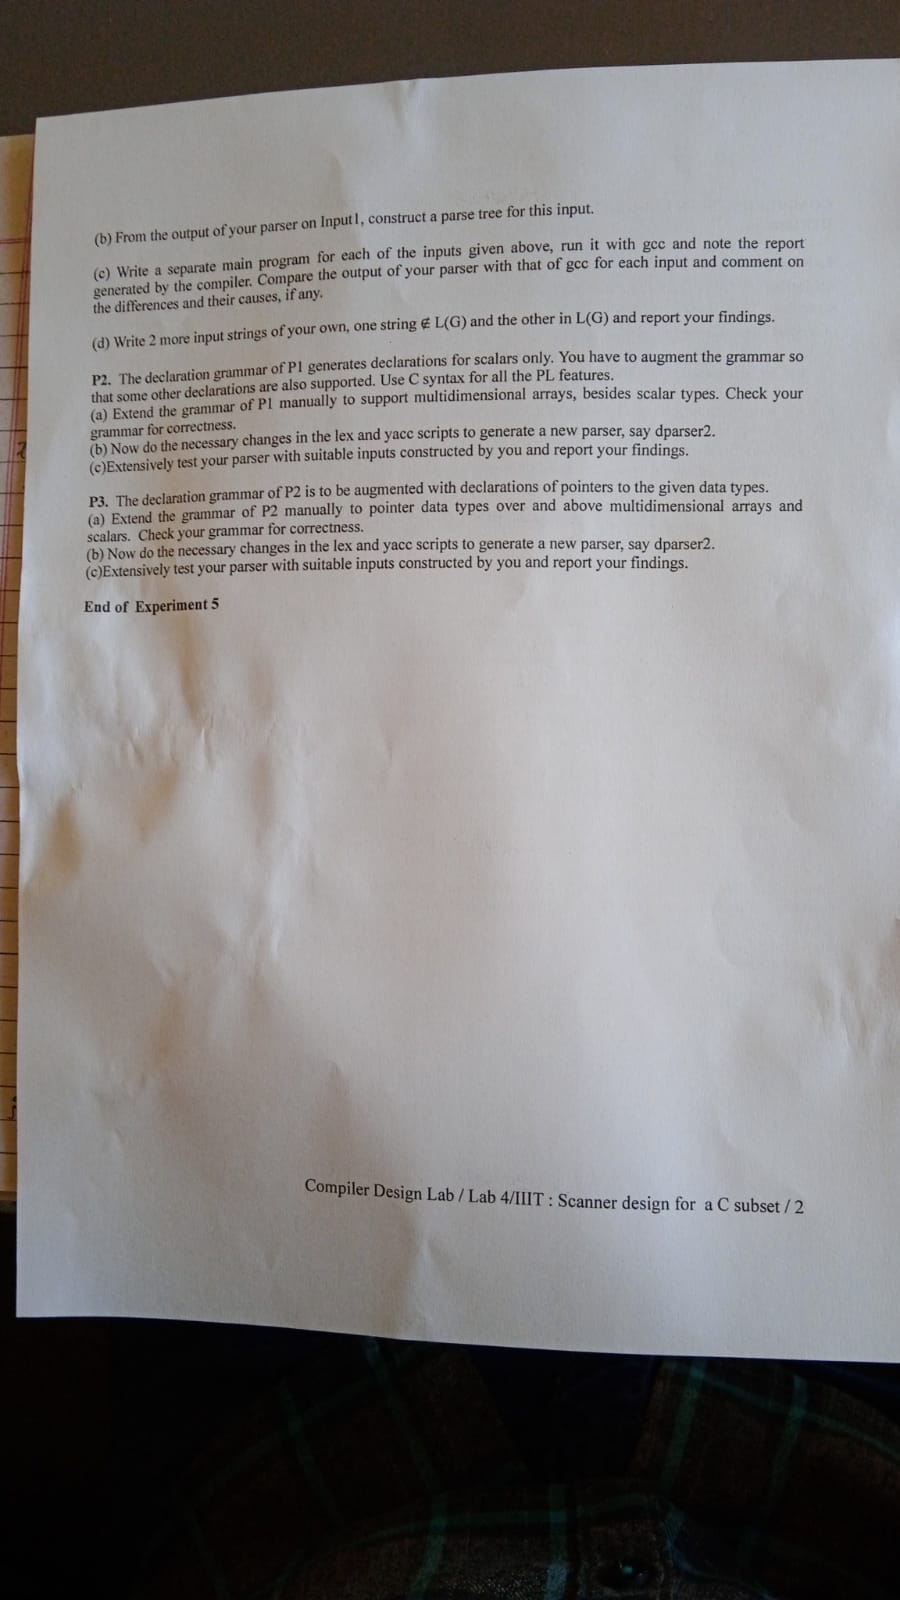 (b) From the output of your parser on Input1, construct a parse tree for this input.
(c) Write a separate main program for each of the inputs given above, run it with gcc and note the report
generated by the compiler. Compare the output of your parser with that of gcc for each input and comment on
the differences and their causes, if any.
(d) Write 2 more input strings of your own, one string ∉ L(G) and the other in L(G) and report your findings.
P2. The declaration grammar of P1 generates declarations for scalars only. You have to augment the grammar so
that some other declarations are also supported. Use C syntax for all the PL features.
(a) Extend the grammar of P1 manually to support multidimensional arrays, besides scalar types. Check your
grammar for correctness.
(b) Now do the necessary changes in the lex and yacc scripts to generate a new parser, say dparser2.
(c)Extensively test your parser with suitable inputs constructed by you and report your findings.
P3. The declaration grammar of P2 is to be augmented with declarations of pointers to the given data types.
(a) Extend the grammar of P2 manually to pointer data types over and above multidimensional arrays and
scalars. Check your grammar for correctness.
(b) Now do the necessary changes in the lex and yacc scripts to generate a new parser, say dparser2.
(c)Extensively test your parser with suitable inputs constructed by you and report your findings.
End of Experiment 5
Compiler Design Lab / Lab 4/IIIT : Scanner design for a C subset / 2